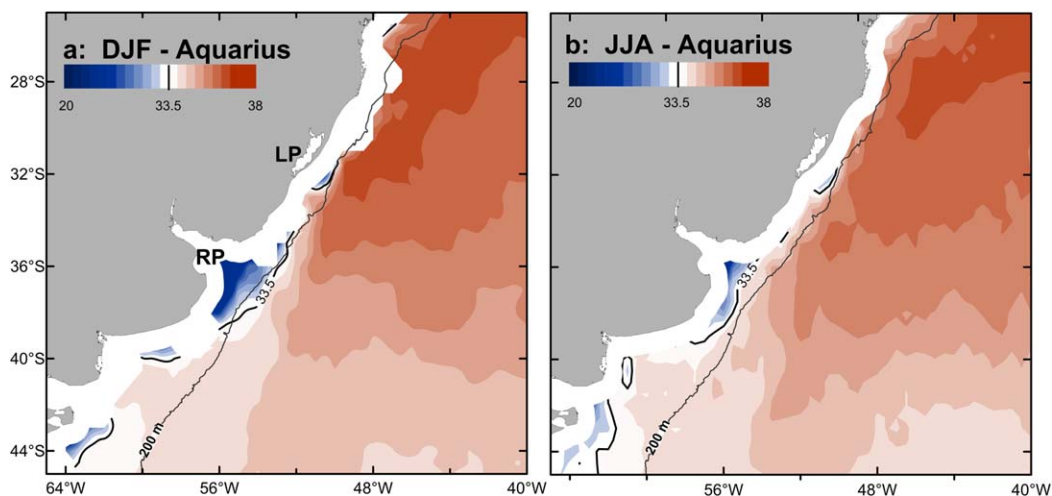 a: DJF - Aquarius
20 33.5 38
b: JJA - Aquarius
20 33.5 38
28°S
32°S
36°S
40°S
44°S
LP
RP
33.5
200 m
33.5
200 m
64°W 56°W 48°W 40°W
56°W 48°W 40°W